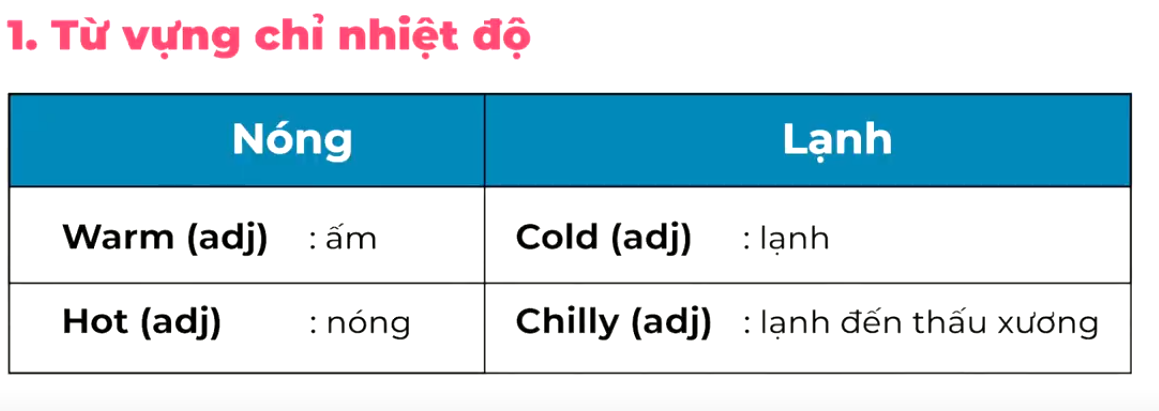 1. Từ vựng chỉ nhiệt độ
Nóng Lạnh
Warm (adj) : ấm Cold (adj) : lạnh
Hot (adj) : nóng Chilly (adj) : lạnh đến thấu xương